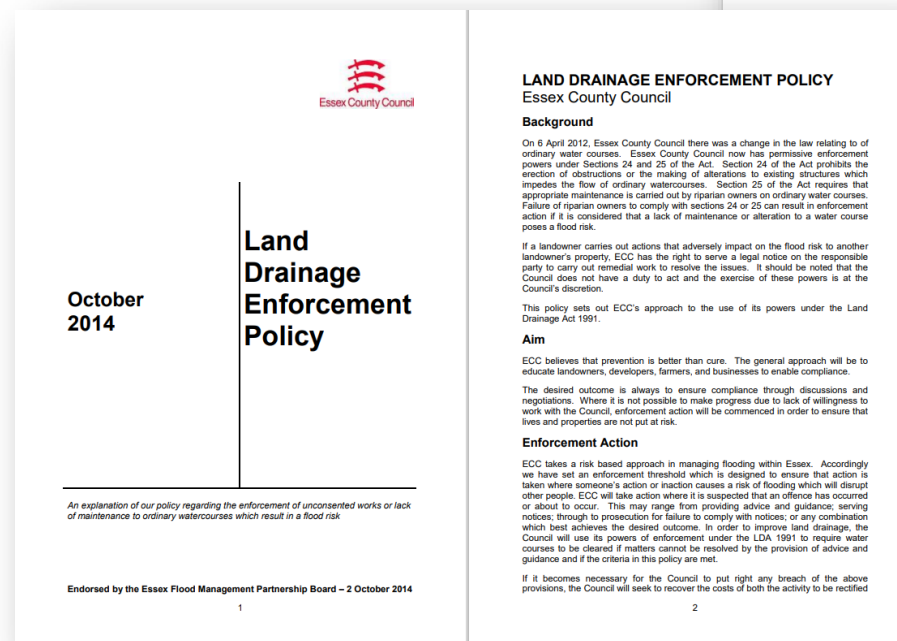 Essex County Council
October
2014
Land
Drainage
Enforcement
Policy
An explanation of our policy regarding the enforcement of unconsented works or lack
of maintenance to ordinary watercourses which result in a flood risk
Endorsed by the Essex Flood Management Partnership Board – 2 October 2014
1
LAND DRAINAGE ENFORCEMENT POLICY
Essex County Council
Background
On 6 April 2012, Essex County Council there was a change in the law relating to of
ordinary water courses. Essex County Council now has permissive enforcement
powers under Sections 24 and 25 of the Act. Section 24 of the Act prohibits the
erection of obstructions or the making of alterations to existing structures which
impedes the flow of ordinary watercourses. Section 25 of the Act requires that
appropriate maintenance is carried out by riparian owners on ordinary water courses.
Failure of riparian owners to comply with sections 24 or 25 can result in enforcement
action if it is considered that a lack of maintenance or alteration to a water course
poses a flood risk.
If a landowner carries out actions that adversely impact on the flood risk to another
landowner's property, ECC has the right to serve a legal notice on the responsible
party to carry out remedial work to resolve the issues. It should be noted that the
Council does not have a duty to act and the exercise of these powers is at the
Council's discretion.
This policy sets out ECC's approach to the use of its powers under the Land
Drainage Act 1991.
Aim
ECC believes that prevention is better than cure. The general approach will be to
educate landowners, developers, farmers, and businesses to enable compliance.
The desired outcome is always to ensure compliance through discussions and
negotiations. Where it is not possible to make progress due to lack of willingness to
work with the Council, enforcement action will be commenced in order to ensure that
lives and properties are not put at risk.
Enforcement Action
ECC takes a risk based approach in managing flooding within Essex. Accordingly
we have set an enforcement threshold which is designed to ensure that action is
taken where someone's action or inaction causes a risk of flooding which will disrupt
other people. ECC will take action where it is suspected that an offence has occurred
or about to occur. This may range from providing advice and guidance; serving
notices; through to prosecution for failure to comply with notices; or any combination
which best achieves the desired outcome. In order to improve land drainage, the
Council will use its powers of enforcement under the LDA 1991 to require water
courses to be cleared if matters cannot be resolved by the provision of advice and
guidance and if the criteria in this policy are met.
If it becomes necessary for the Council to put right any breach of the above
provisions, the Council will seek to recover the costs of both the activity to be rectified
2